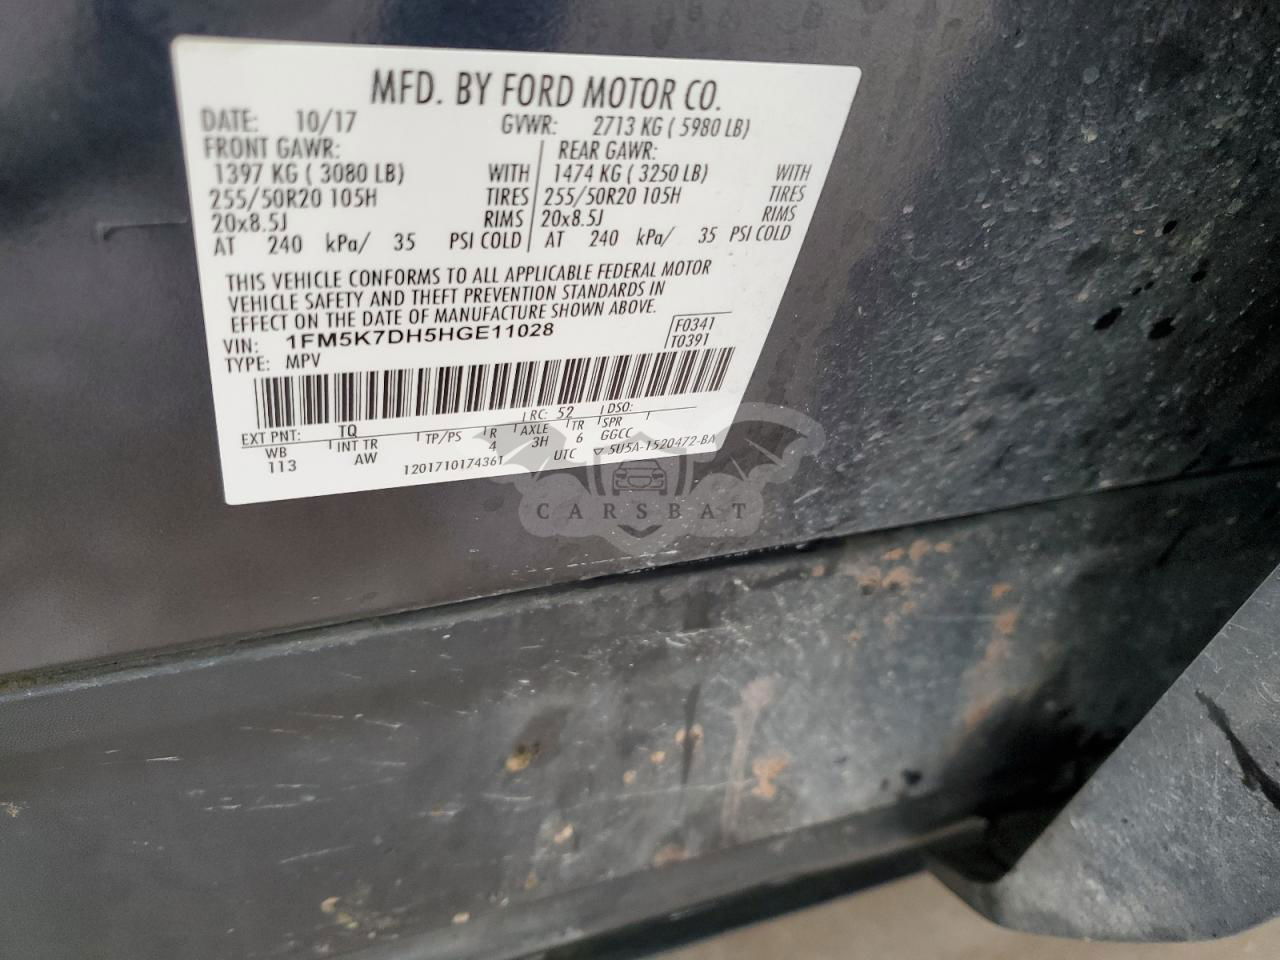 MFD. BY FORD MOTOR CO.
DATE: 10/17 GVWR: 2713 KG ( 5980 LB)
FRONT GAWR: REAR GAWR:
1397 KG ( 3080 LB) WITH 1474 KG ( 3250 LB) WITH
255/50R20 105H TIRES 255/50R20 105H TIRES
20x8.5J RIMS 20x8.5J RIMS
AT 240 kPa/ 35 PSI COLD AT 240 kPa/ 35 PSI COLD
THIS VEHICLE CONFORMS TO ALL APPLICABLE FEDERAL MOTOR
VEHICLE SAFETY AND THEFT PREVENTION STANDARDS IN
EFFECT ON THE DATE OF MANUFACTURE SHOWN ABOVE.
VIN: 1FM5K7DH5HGE11028 F0341
TYPE: MPV T0391
EXT PNT: TQ RC: 52 DSO:
WB INT TR TP/PS R AXLE TR SPR
113 AW 4 3H 6 GGCC
1201710174361 UTC ▽ 5U5A-1520472-BA
CARSBAT